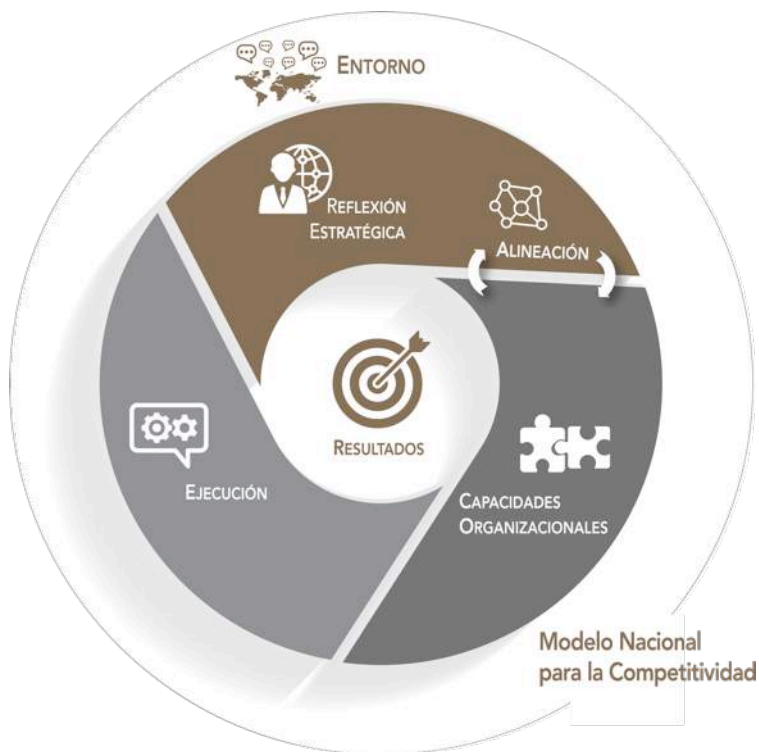 ENTORNO
REFLEXIÓN
ESTRATÉGICA
ALINEACIÓN
RESULTADOS
EJECUCIÓN
CAPACIDADES
ORGANIZACIONALES
Modelo Nacional
para la Competitividad